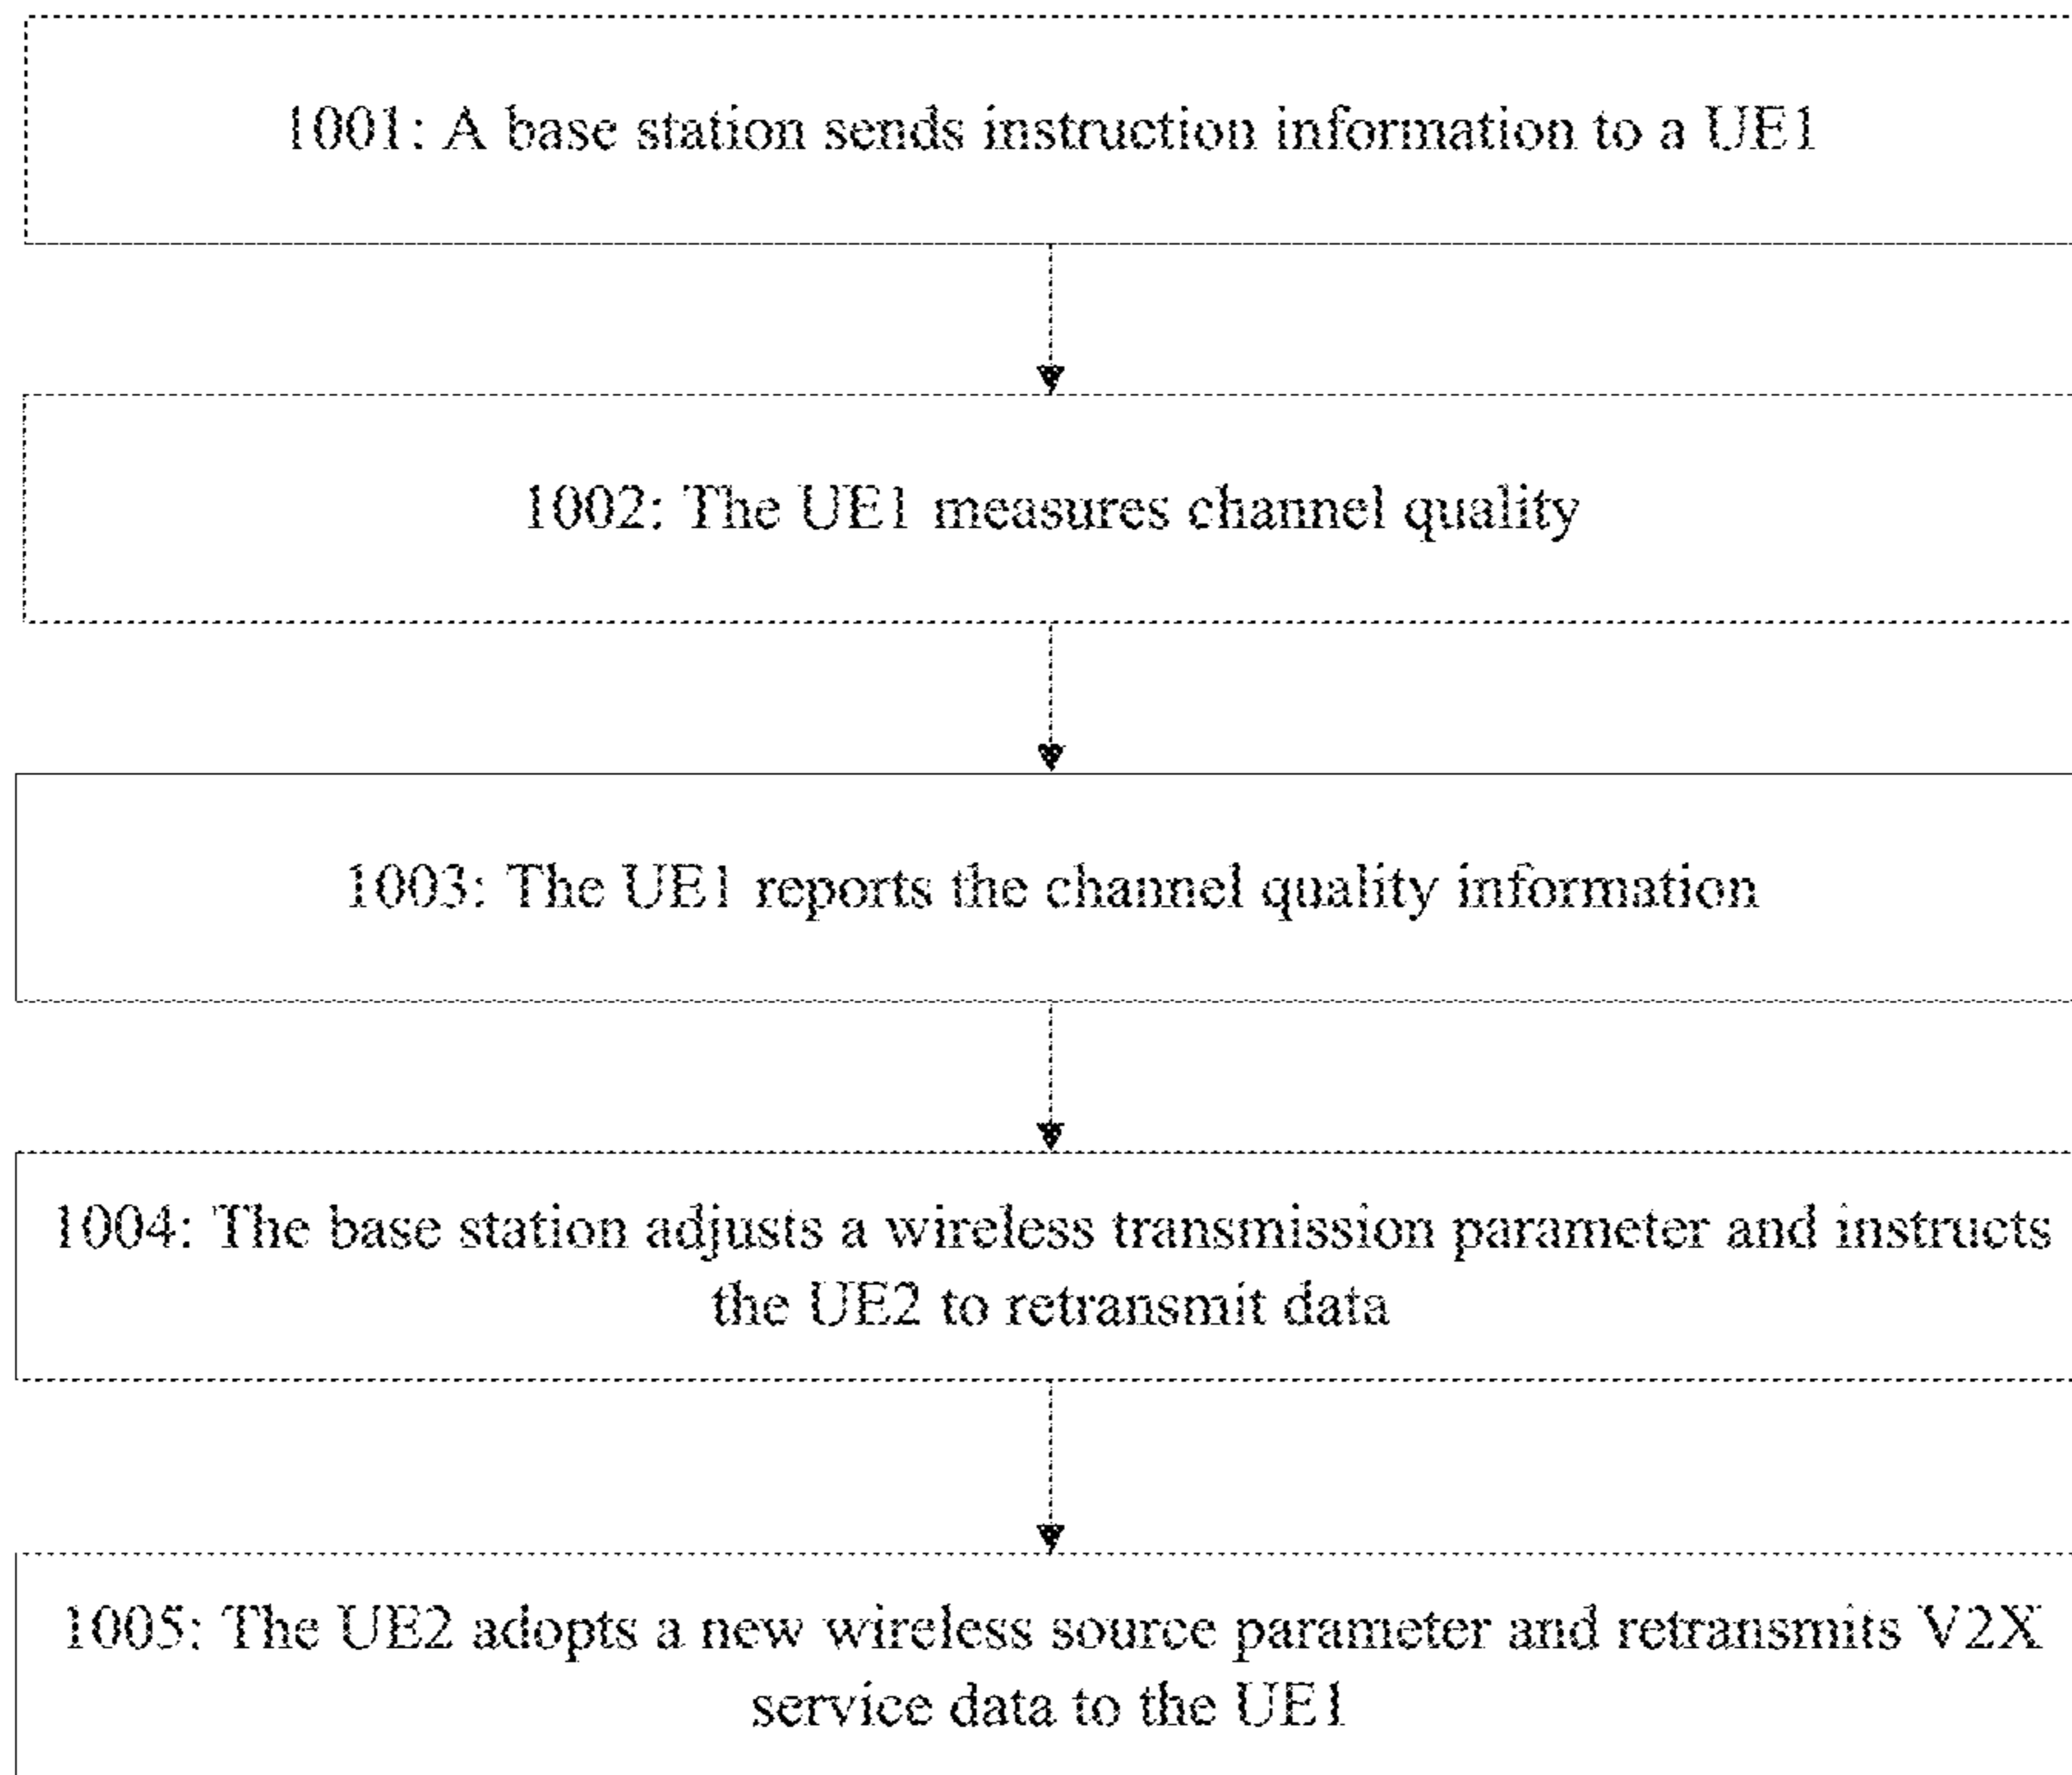 1001: A base station sends instruction information to a UE1
1002: The UE1 measures channel quality
1003: The UE1 reports the channel quality information
1004: The base station adjusts a wireless transmission parameter and instructs
the UE2 to retransmit data
1005: The UE2 adopts a new wireless source parameter and retransmits V2X
service data to the UE1